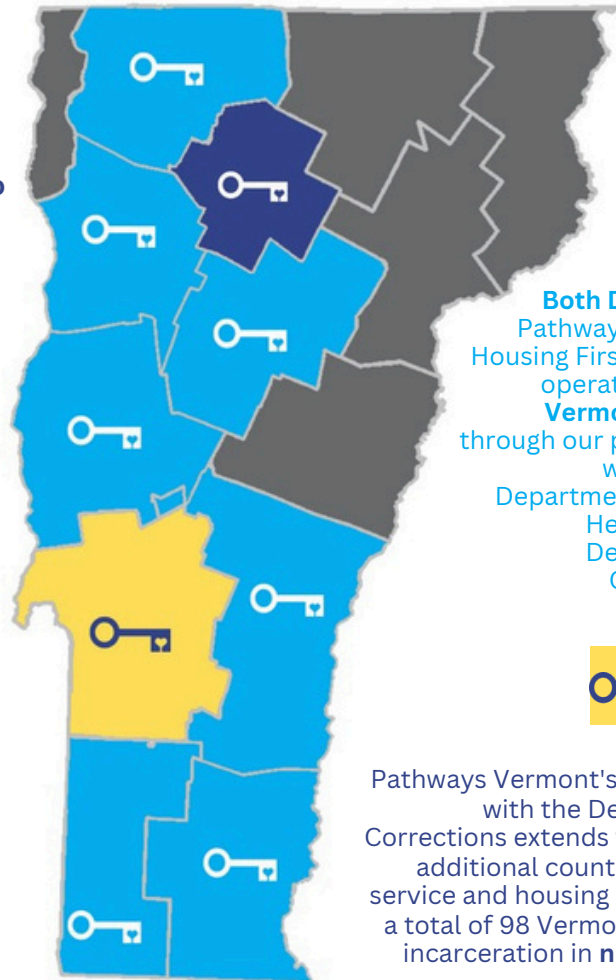 Both D
Pathway
Housing Firs
operat
Vermo
through our p
w
Departme
He
De
Pathways Vermont's
with the De
Corrections extends
additional count
service and housing
a total of 98 Vermo
incarceration in n